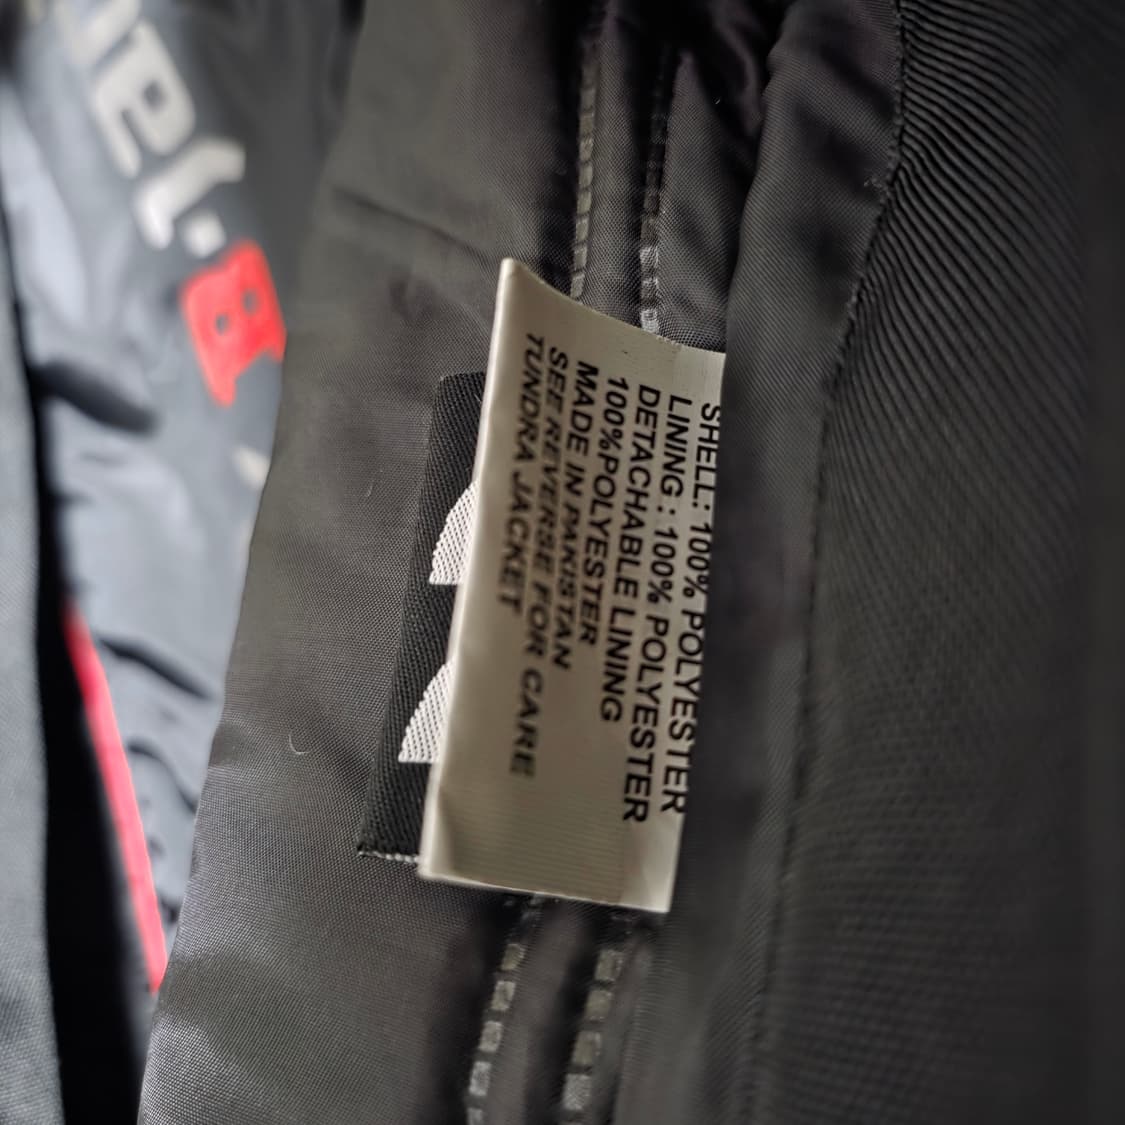 SHELL: 100% POLYESTER
LINING : 100% POLYESTER
DETACHABLE LINING
100%POLYESTER
MADE IN PAKISTAN
SEE REVERSE FOR CARE
TUNDRA JACKET